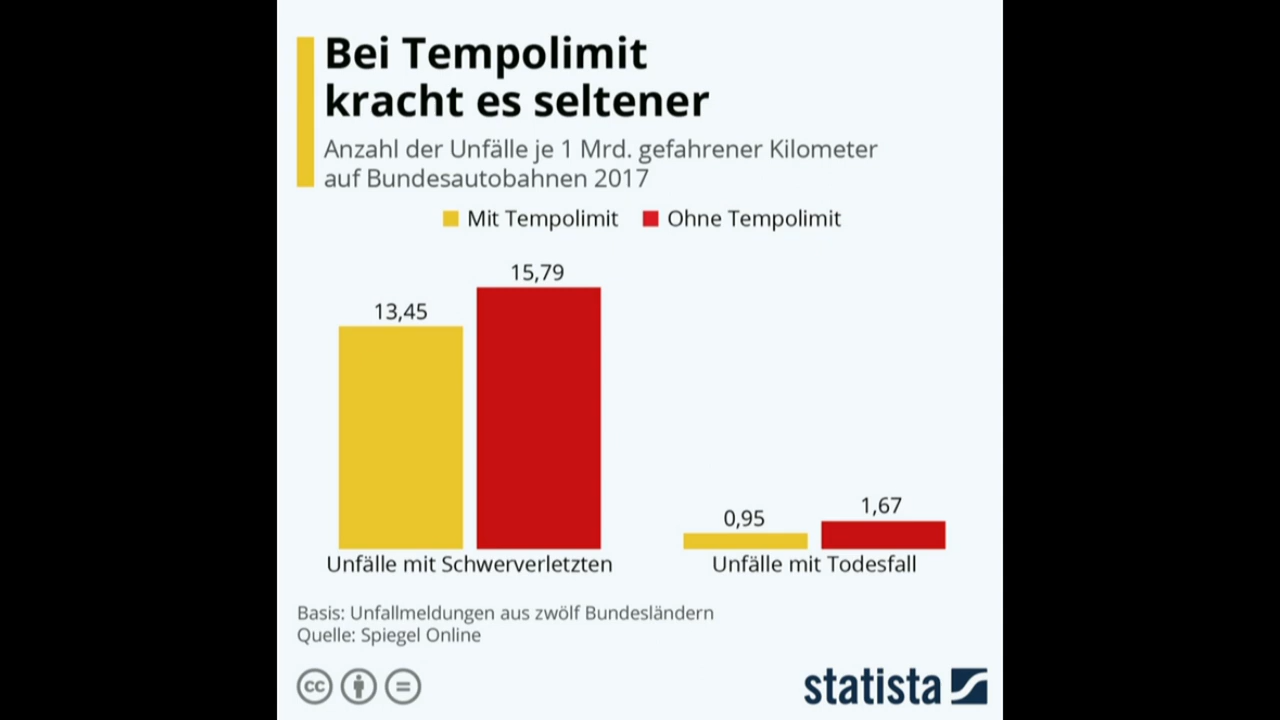 Bei Tempolimit
kracht es seltener
Anzahl der Unfälle je 1 Mrd. gefahrener Kilometer
auf Bundesautobahnen 2017
Mit Tempolimit Ohne Tempolimit
13,45 15,79 0,95 1,67
Unfälle mit Schwerverletzten Unfälle mit Todesfall
Basis: Unfallmeldungen aus zwölf Bundesländern
Quelle: Spiegel Online
cc statista